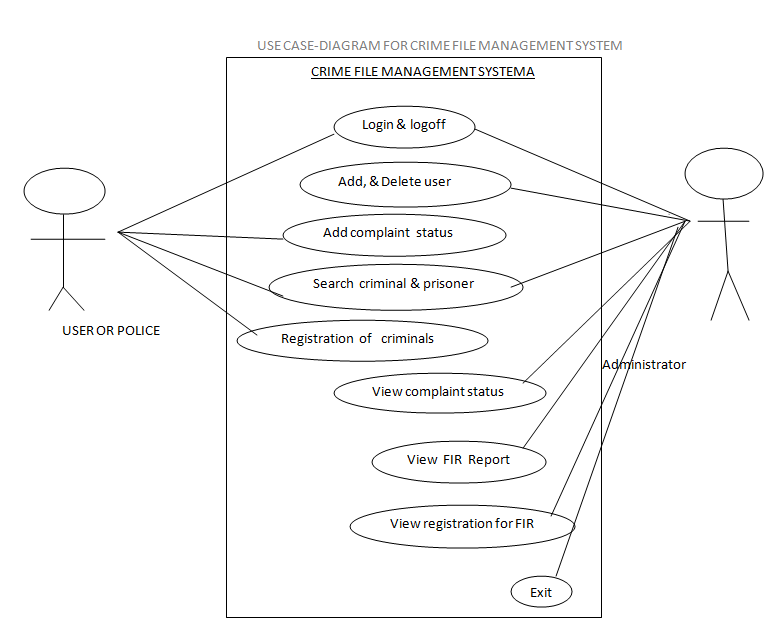 USE CASE-DIAGRAM FOR CRIME FILE MANAGEMENT SYSTEM
CRIME FILE MANAGEMENT SYSTEMA
Login & logoff
Add, & Delete user
Add complaint status
Search criminal & prisoner
USER OR POLICE
Registration of criminals
Administrator
View complaint status
View FIR Report
View registration for FIR
Exit